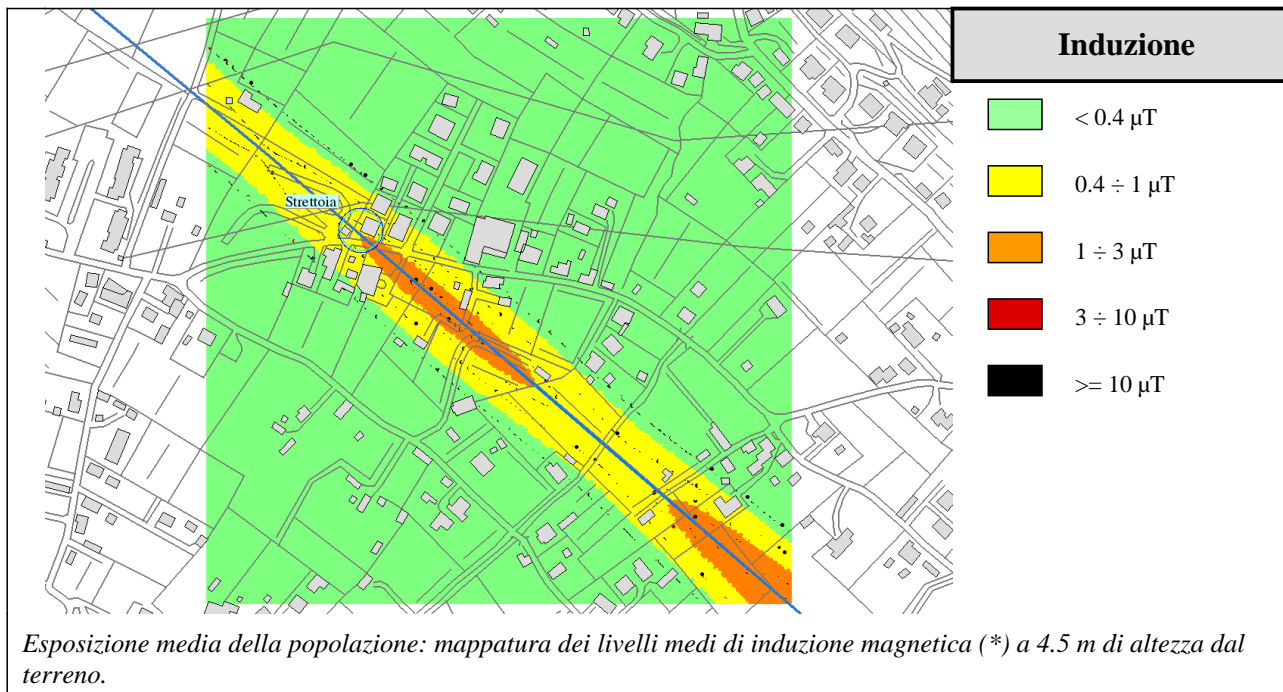 Induzione
< 0.4 µT
0.4 ÷ 1 µT
1 ÷ 3 µT
3 ÷ 10 µT
>= 10 µT
Strettoia
Esposizione media della popolazione: mappatura dei livelli medi di induzione magnetica (*) a 4.5 m di altezza dal
terreno.